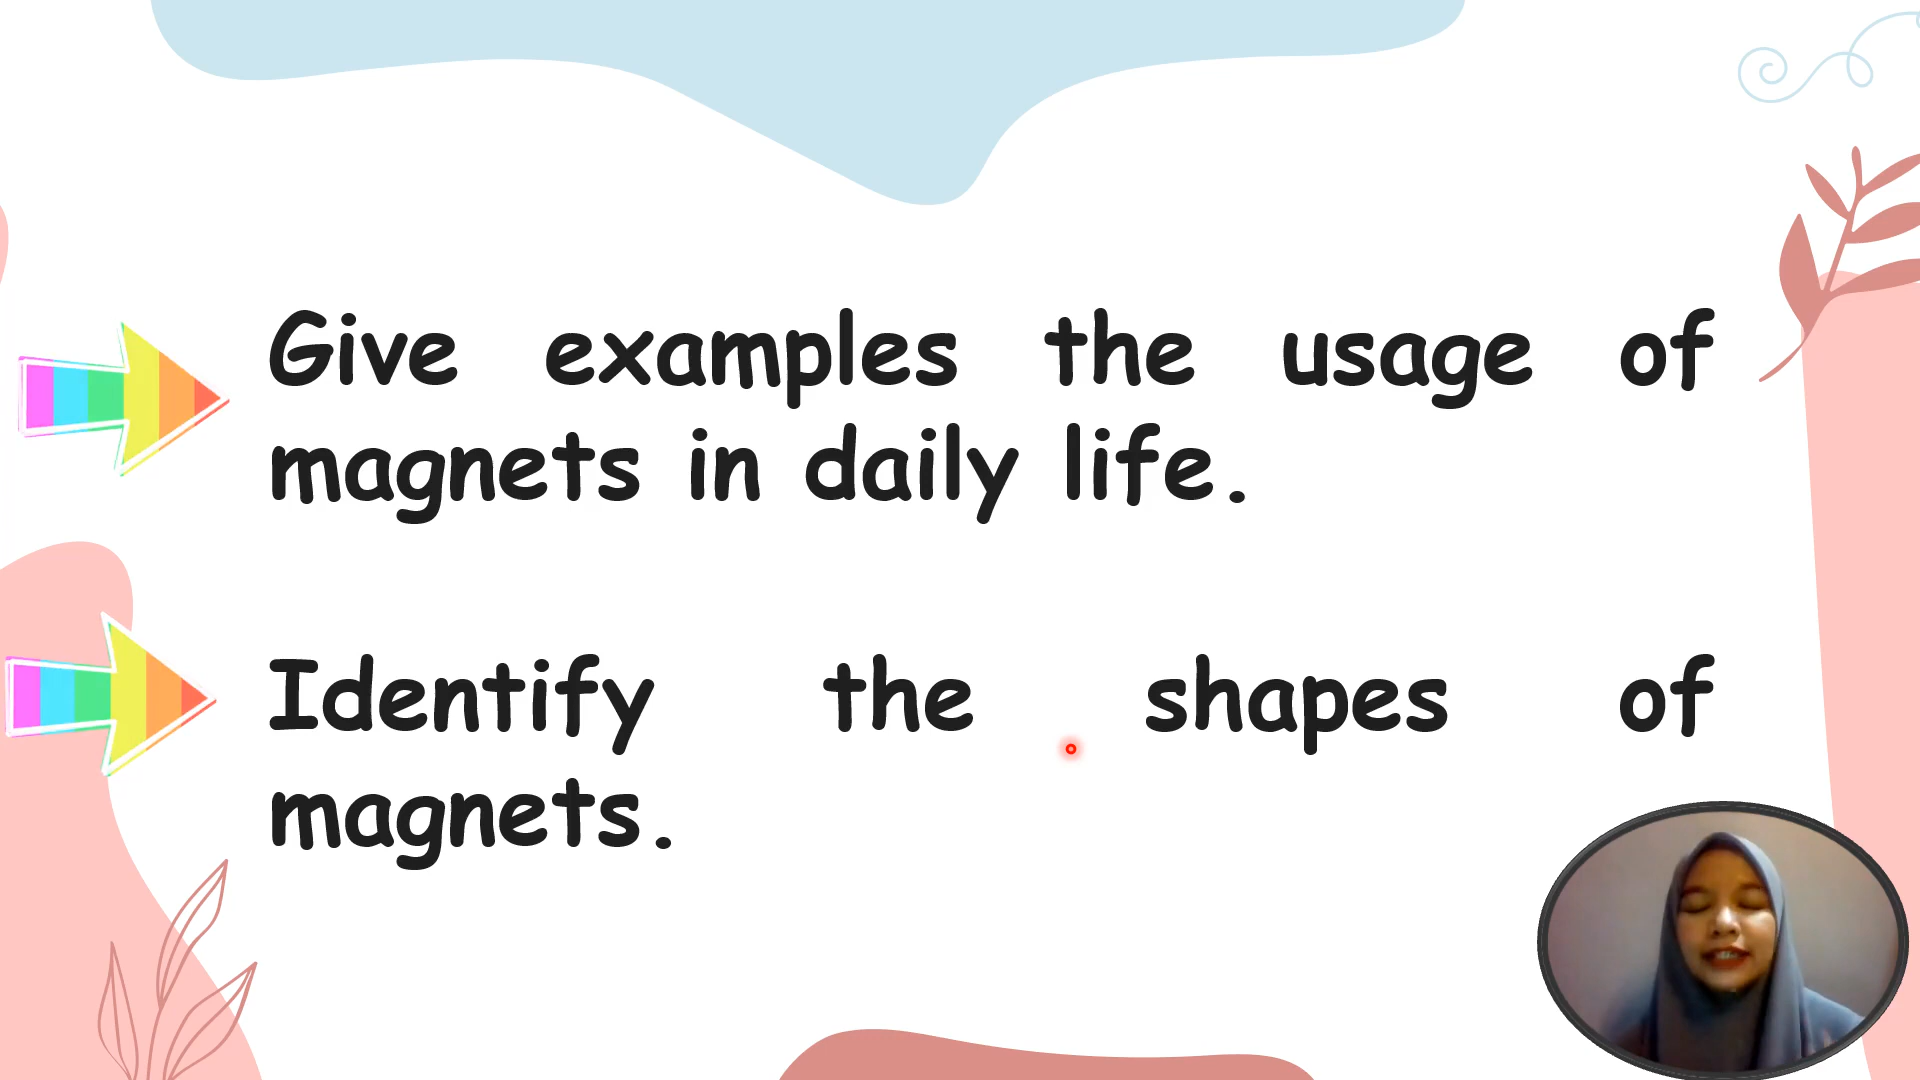 Give examples the usage of
magnets in daily life.
Identify the shapes of
magnets.